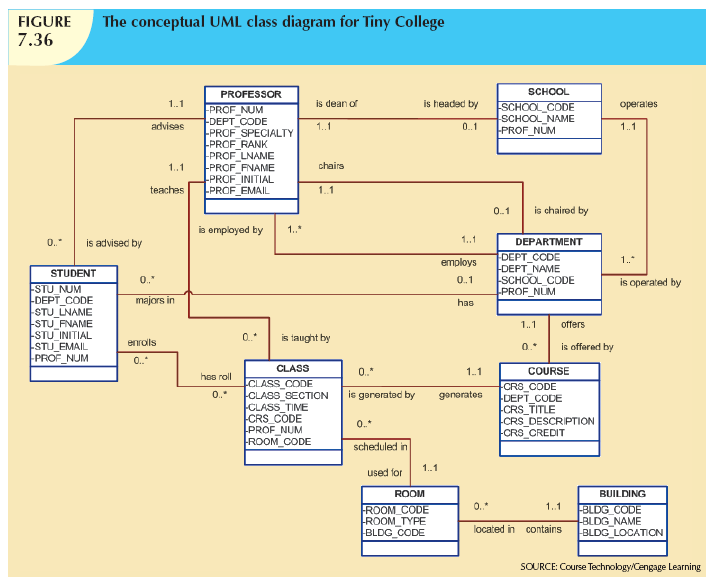 FIGURE
7.36
The conceptual UML class diagram for Tiny College
PROFESSOR
-PROF_NUM
-DEPT_CODE
-PROF_SPECIALTY
-PROF_RANK
-PROF_LNAME
-PROF_FNAME
-PROF_INITIAL
-PROF_EMAIL
1..1
advises
1..1
teaches
is dean of
1..1
is headed by
0..1
SCHOOL
-SCHOOL_CODE
-SCHOOL_NAME
-PROF_NUM
operates
1..1
chairs
1..1
0..1
is chaired by
is employed by
1..*
1..1
employs
DEPARTMENT
-DEPT_CODE
-DEPT_NAME
-SCHOOL_CODE
-PROF_NUM
1..*
is operated by
0..*
is advised by
STUDENT
-STU_NUM
-DEPT_CODE
-STU_LNAME
-STU_FNAME
-STU_INITIAL
-STU_EMAIL
-PROF_NUM
0..*
majors in
0..1
has
enrolls
0..*
has roll
0..*
0..*
is taught by
1..1
offers
0..*
is offered by
CLASS
-CLASS_CODE
-CLASS_SECTION
-CLASS_TIME
-CRS_CODE
-PROF_NUM
-ROOM_CODE
0..*
is generated by
1..1
generates
COURSE
-CRS_CODE
-DEPT_CODE
-CRS_TITLE
-CRS_DESCRIPTION
-CRS_CREDIT
0..*
scheduled in
used for
1..1
ROOM
-ROOM_CODE
-ROOM_TYPE
-BLDG_CODE
0..*
located in
1..1
contains
BUILDING
-BLDG_CODE
-BLDG_NAME
-BLDG_LOCATION
SOURCE: Course Technology/Cengage Learning